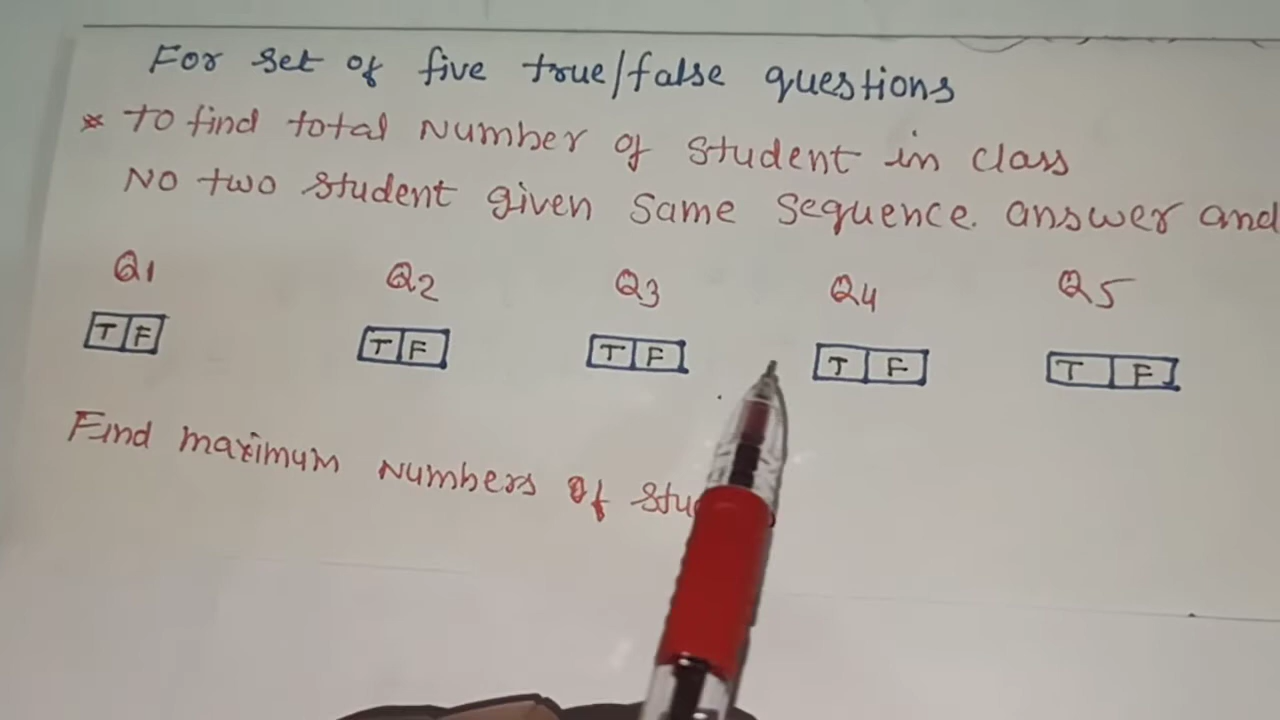 For set of five true/false questions
* To find total Number of student in class
No two student given same sequence. answer and
Q1 Q2 Q3 Q4 Q5
T F T F T F T F T F
Find maximum Numbers of